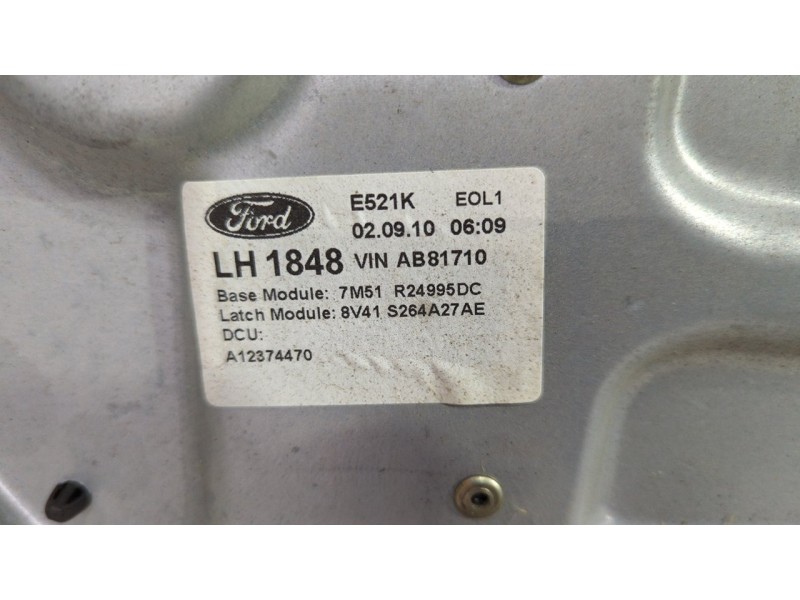 Ford E521K EOL1
02.09.10 06:09
LH 1848 VIN AB81710
Base Module: 7M51 R24995DC
Latch Module: 8V41 S264A27AE
DCU:
A12374470